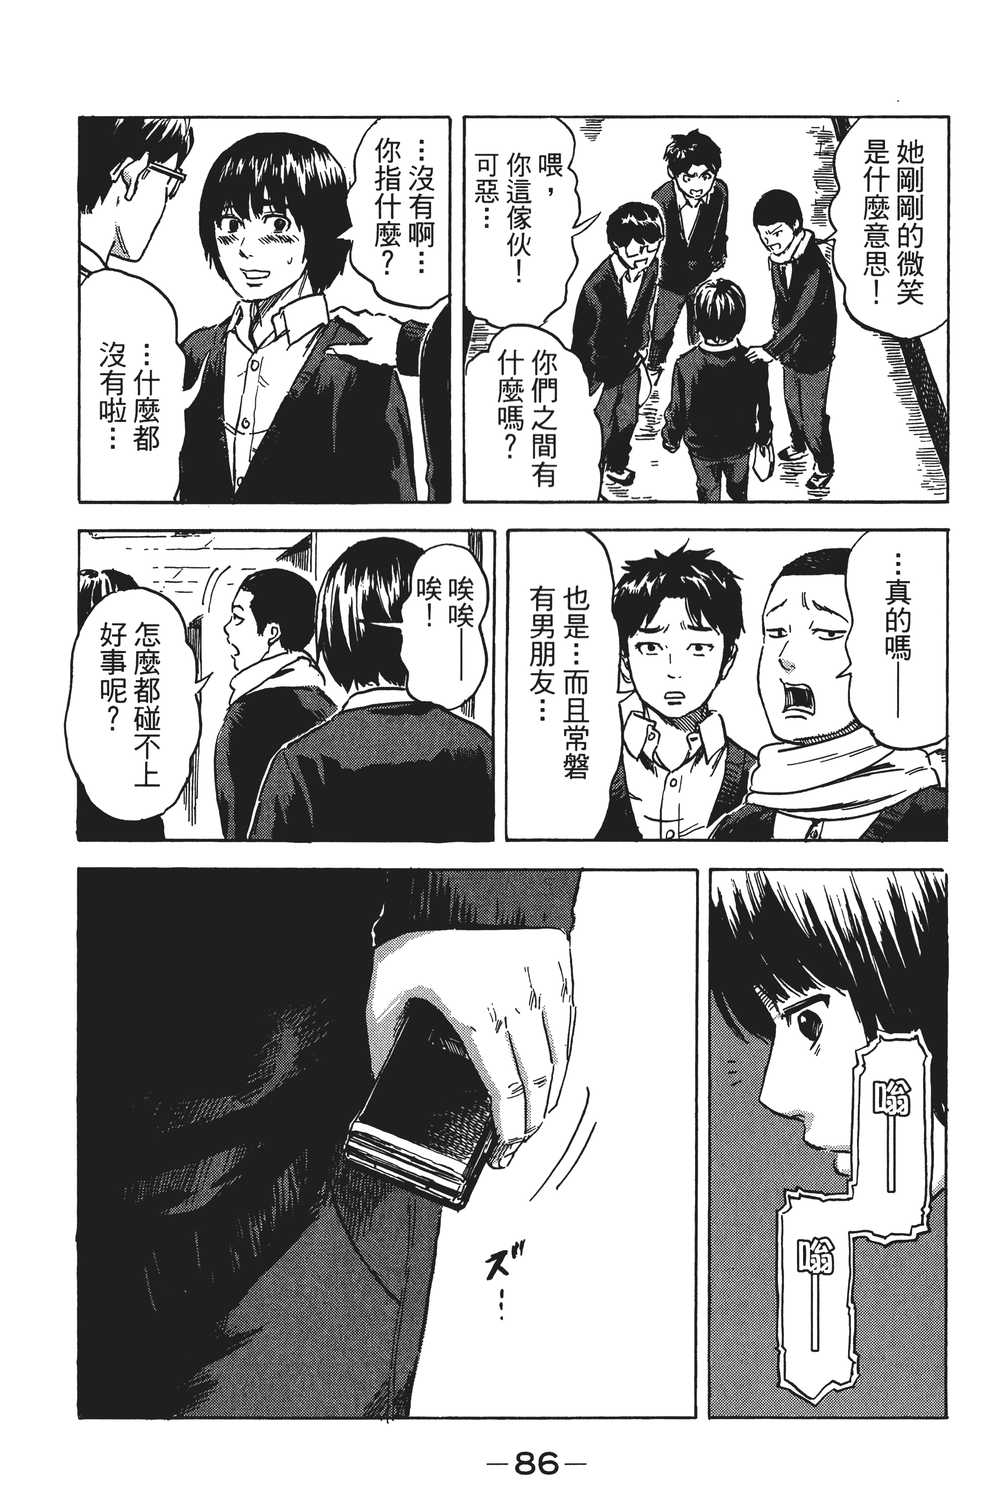 她剛剛的微笑
是什麼意思！
喂，
你這傢伙！
可惡…
你們之間有
什麼嗎？
…沒有啊…
你指什麼？
…什麼都
沒有啦…
…真的嗎——
也是…而且常磐
有男朋友…
唉唉—
唉！
怎麼都碰不上
好事呢？
嗡——
嗡——
ズ…
—86—